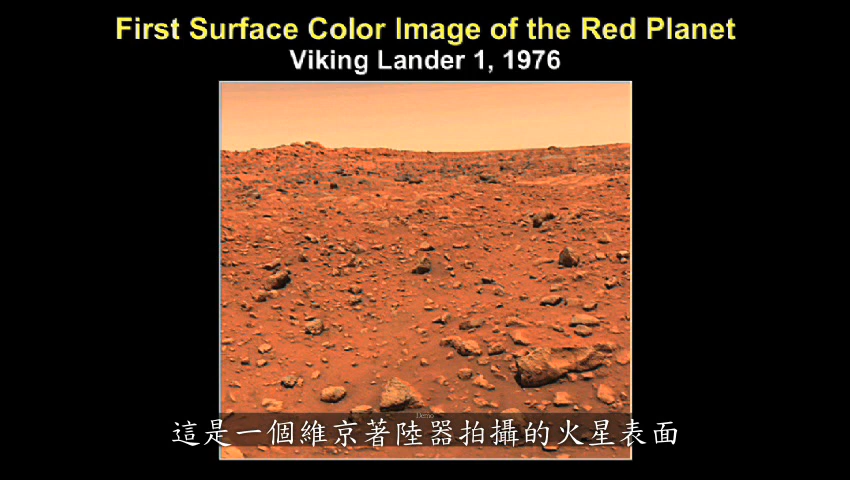 First Surface Color Image of the Red Planet
Viking Lander 1, 1976
Demo
這是一個維京著陸器拍攝的火星表面